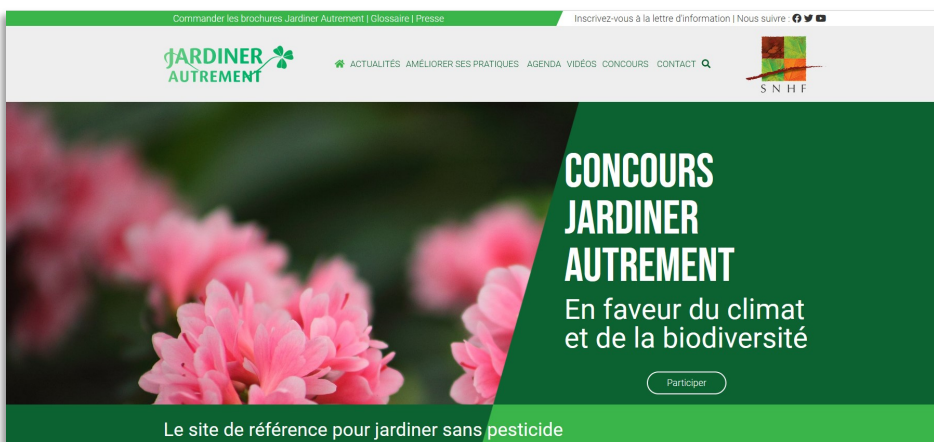 Commander les brochures Jardiner Autrement | Glossaire | Presse
Inscrivez-vous à la lettre d'information | Nous suivre :
JARDINER
AUTREMENT
ACTUALITÉS AMÉLIORER SES PRATIQUES AGENDA VIDÉOS CONCOURS CONTACT
SNHF
CONCOURS
JARDINER
AUTREMENT
En faveur du climat
et de la biodiversité
Participer
Le site de référence pour jardiner sans pesticide